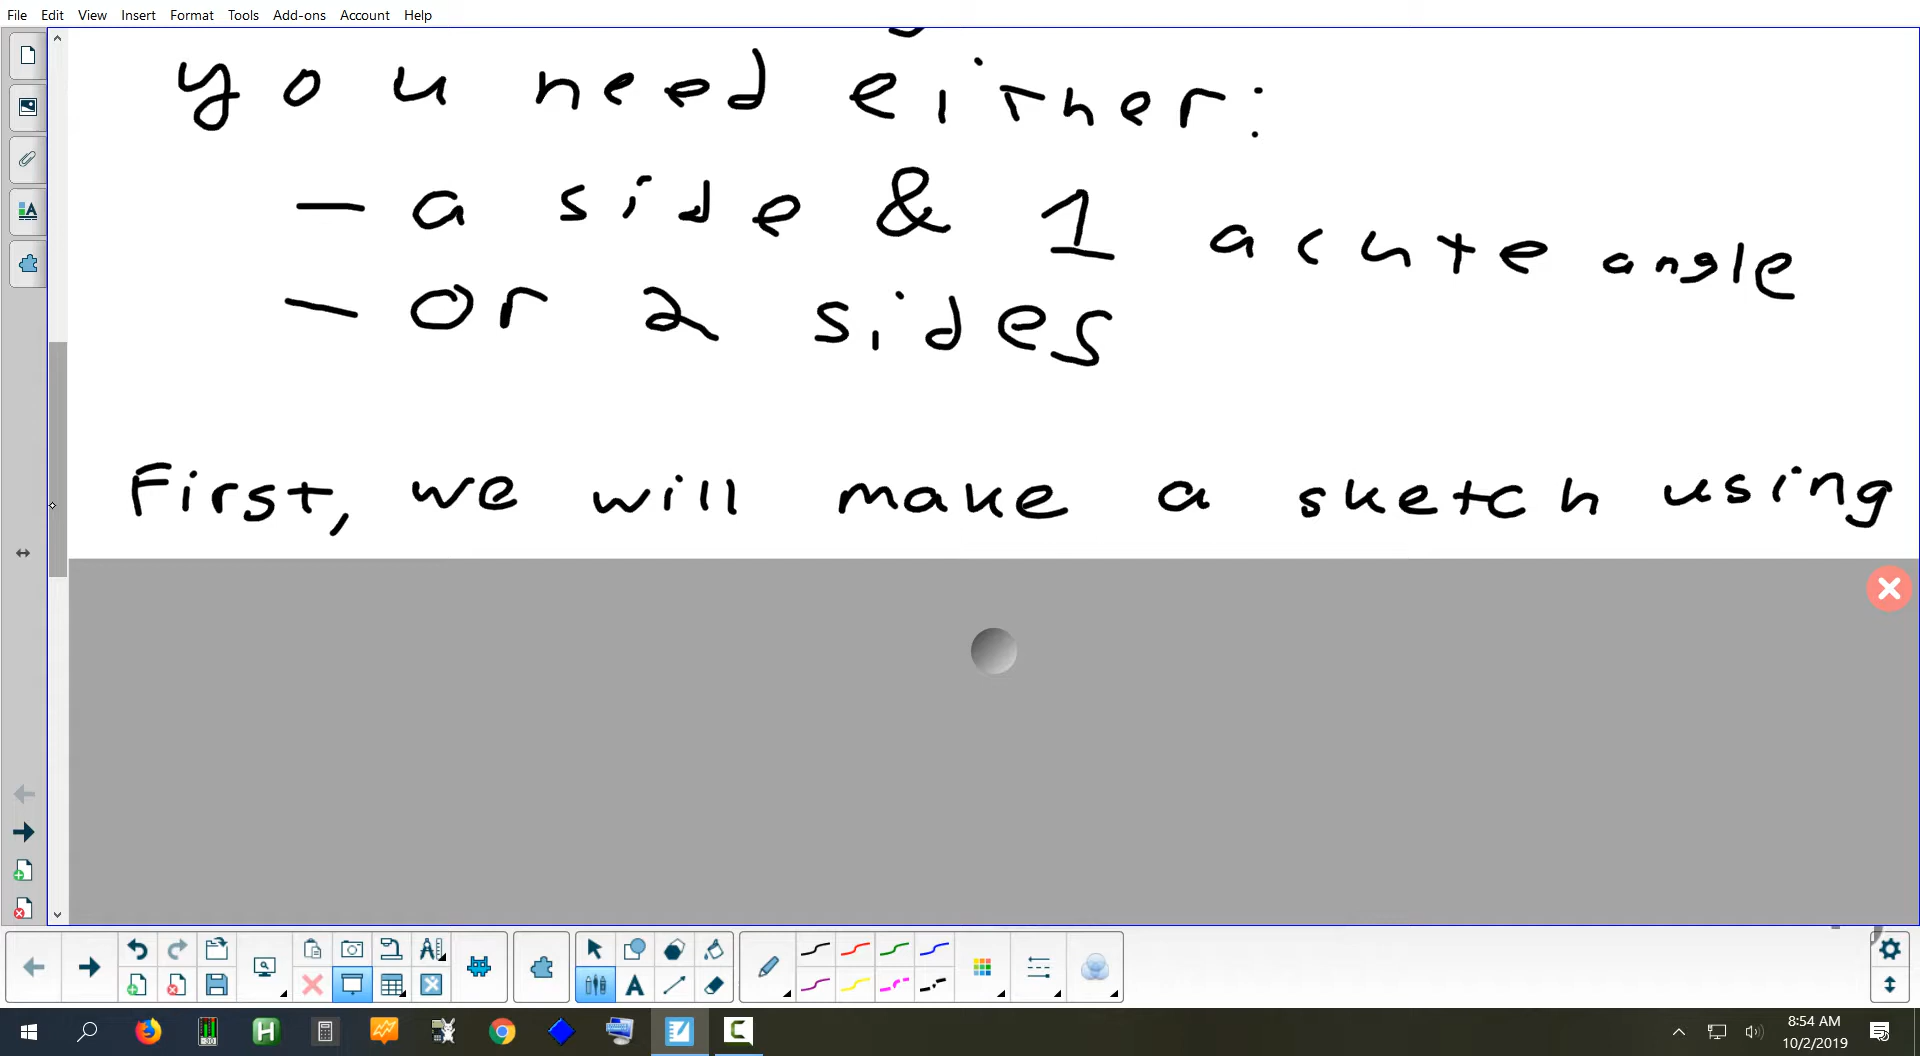 File Edit View Insert Format Tools Add-ons Account Help
you need either:
- a side & 1 acute angle
- or 2 sides
First, we will make a sketch using
8:54 AM
10/2/2019